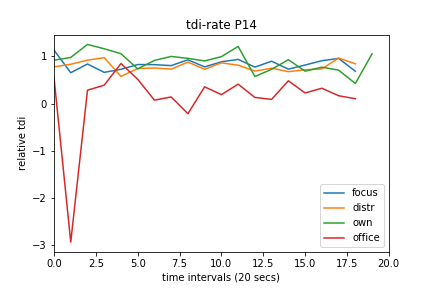 tdi-rate P14
relative tdi
1
0
−1
−2
−3
focus
distr
own
office
0.0 2.5 5.0 7.5 10.0 12.5 15.0 17.5 20.0
time intervals (20 secs)